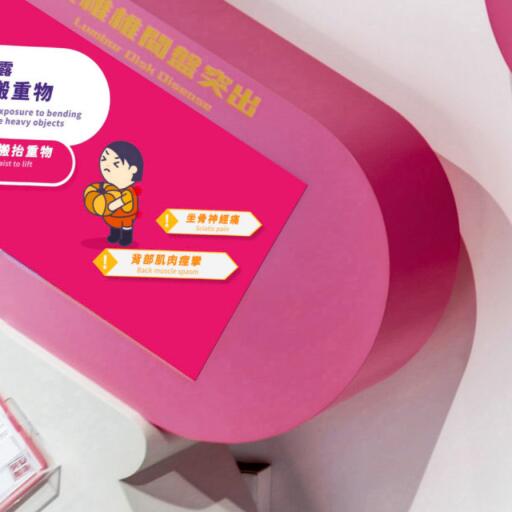 椎間盤突出
Lumbar Disk Disease
露
搬重物
exposure to bending
e heavy objects
搬抬重物
aist to lift
坐骨神經痛
Sciatic pain
背部肌肉痙攣
Back muscle spasm